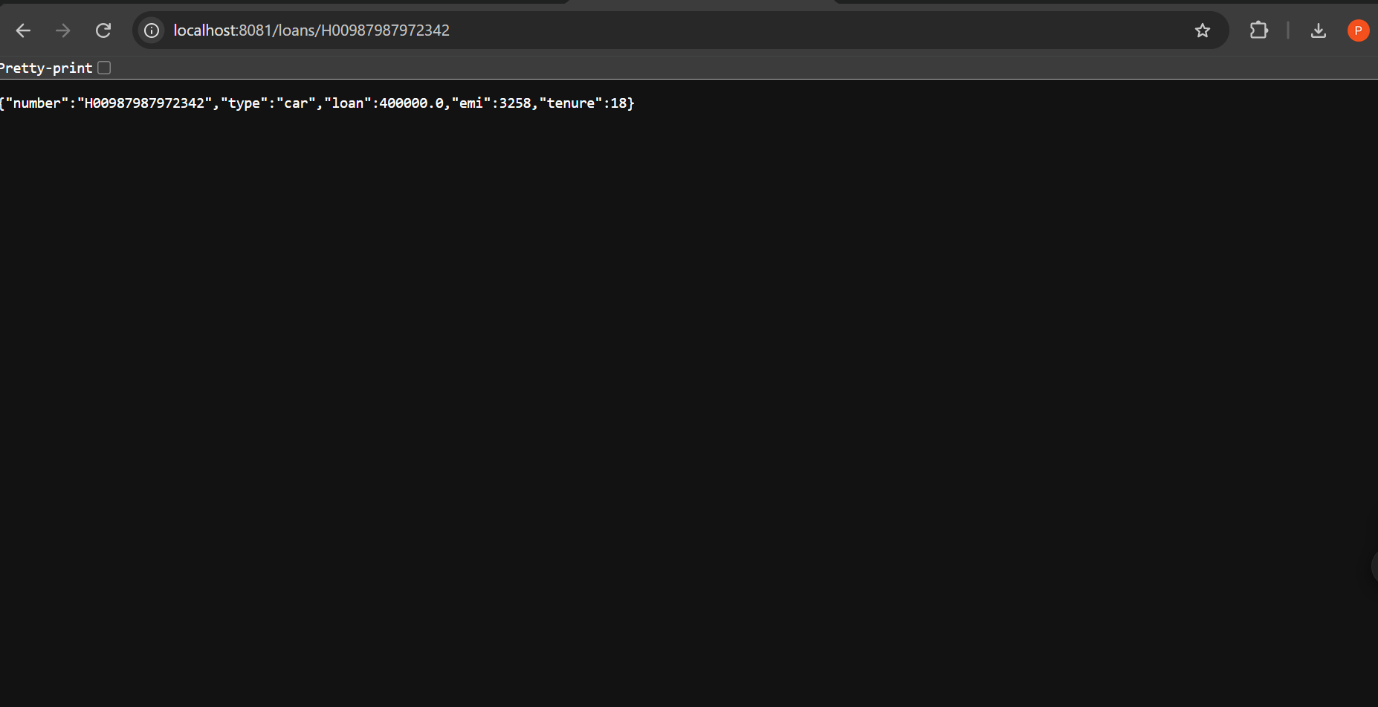 localhost:8081/loans/H00987987972342
P
Pretty-print
{"number":"H00987987972342","type":"car","loan":400000.0,"emi":3258,"tenure":18}